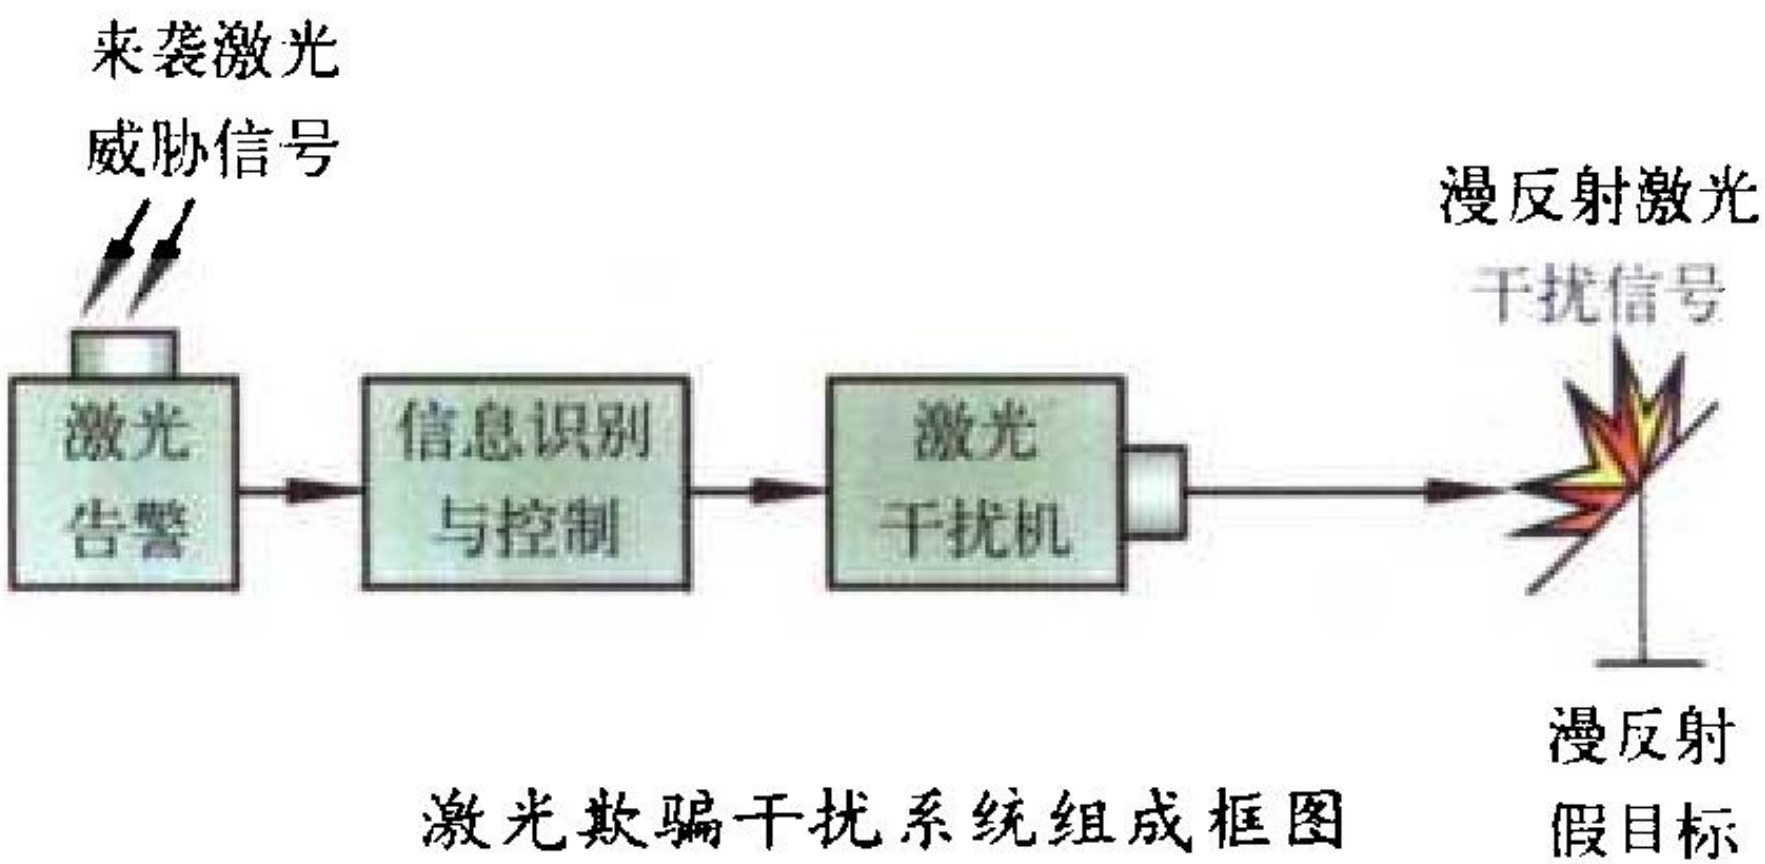 来袭激光
威胁信号
漫反射激光
干扰信号
激光
告警
信息识别
与控制
激光
干扰机
漫反射
假目标
激光欺骗干扰系统组成框图